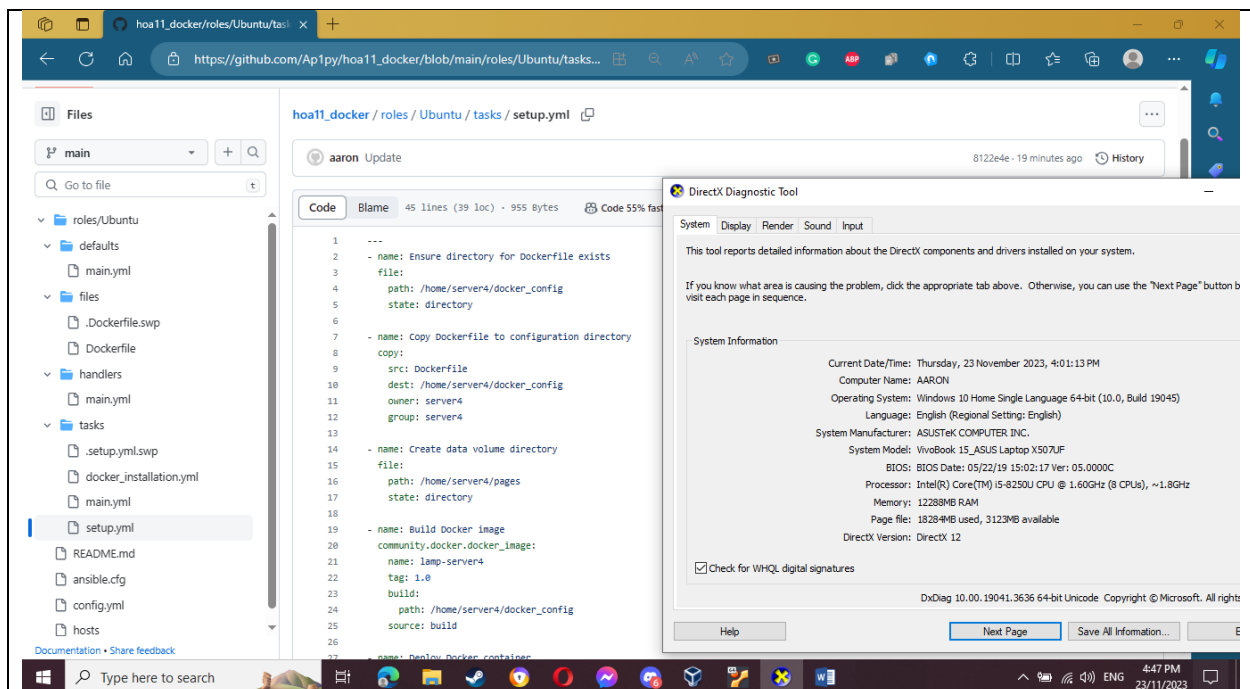 hoa11_docker/roles/Ubuntu/tas
https://github.com/Ap1py/hoa11_docker/blob/main/roles/Ubuntu/tasks...
Files
main
Go to file
t
roles/Ubuntu
defaults
main.yml
files
.Dockerfile.swp
Dockerfile
handlers
main.yml
tasks
.setup.yml.swp
docker_installation.yml
main.yml
setup.yml
README.md
ansible.cfg
config.yml
hosts
Documentation • Share feedback
hoa11_docker / roles / Ubuntu / tasks / setup.yml
aaron Update
8122e4e · 19 minutes ago History
Code Blame 45 lines (39 loc) · 955 Bytes Code 55% fast
1 ---
2 - name: Ensure directory for Dockerfile exists
3 file:
4 path: /home/server4/docker_config
5 state: directory
6
7 - name: Copy Dockerfile to configuration directory
8 copy:
9 src: Dockerfile
10 dest: /home/server4/docker_config
11 owner: server4
12 group: server4
13
14 - name: Create data volume directory
15 file:
16 path: /home/server4/pages
17 state: directory
18
19 - name: Build Docker image
20 community.docker.docker_image:
21 name: lamp-server4
22 tag: 1.0
23 build:
24 path: /home/server4/docker_config
25 source: build
26
27 - name: Deploy Docker container
DirectX Diagnostic Tool
System Display Render Sound Input
This tool reports detailed information about the DirectX components and drivers installed on your system.
If you know what area is causing the problem, click the appropriate tab above. Otherwise, you can use the "Next Page" button b
visit each page in sequence.
System Information
Current Date/Time: Thursday, 23 November 2023, 4:01:13 PM
Computer Name: AARON
Operating System: Windows 10 Home Single Language 64-bit (10.0, Build 19045)
Language: English (Regional Setting: English)
System Manufacturer: ASUSTeK COMPUTER INC.
System Model: VivoBook 15_ASUS Laptop X507UF
BIOS: BIOS Date: 05/22/19 15:02:17 Ver: 05.0000C
Processor: Intel(R) Core(TM) i5-8250U CPU @ 1.60GHz (8 CPUs), ~1.8GHz
Memory: 12288MB RAM
Page file: 18284MB used, 3123MB available
DirectX Version: DirectX 12
Check for WHQL digital signatures
DxDiag 10.00.19041.3636 64-bit Unicode Copyright © Microsoft. All rights
Help Next Page Save All Information... E
Type here to search
ENG
4:47 PM
23/11/2023